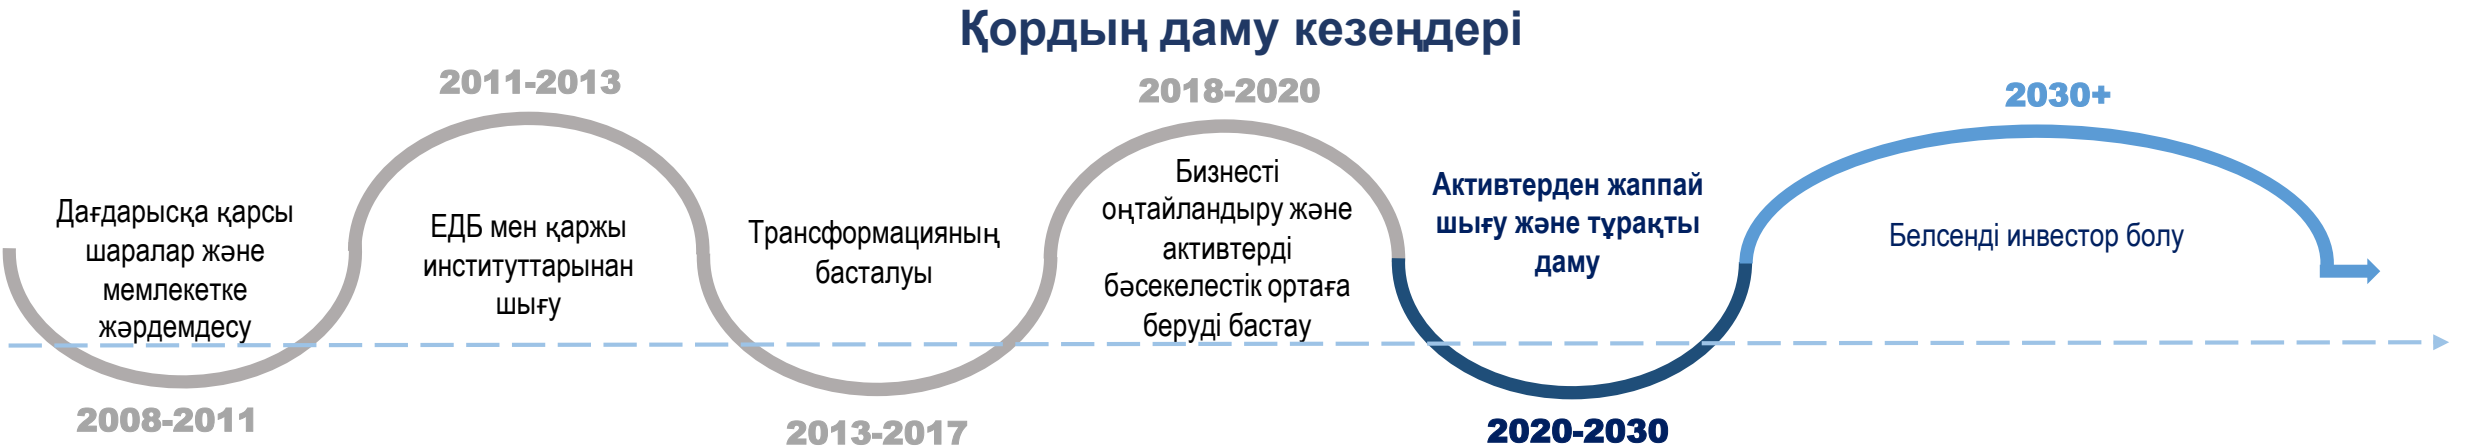 Қордың даму кезеңдері
2008-2011
Дағдарысқа қарсы
шаралар және
мемлекетке
жәрдемдесу
2011-2013
ЕДБ мен қаржы
институттарынан
шығу
2013-2017
Трансформацияның
басталуы
2018-2020
Бизнесті
оңтайландыру және
активтерді
бәсекелестік ортаға
беруді бастау
2020-2030
Активтерден жаппай
шығу және тұрақты
даму
2030+
Белсенді инвестор болу